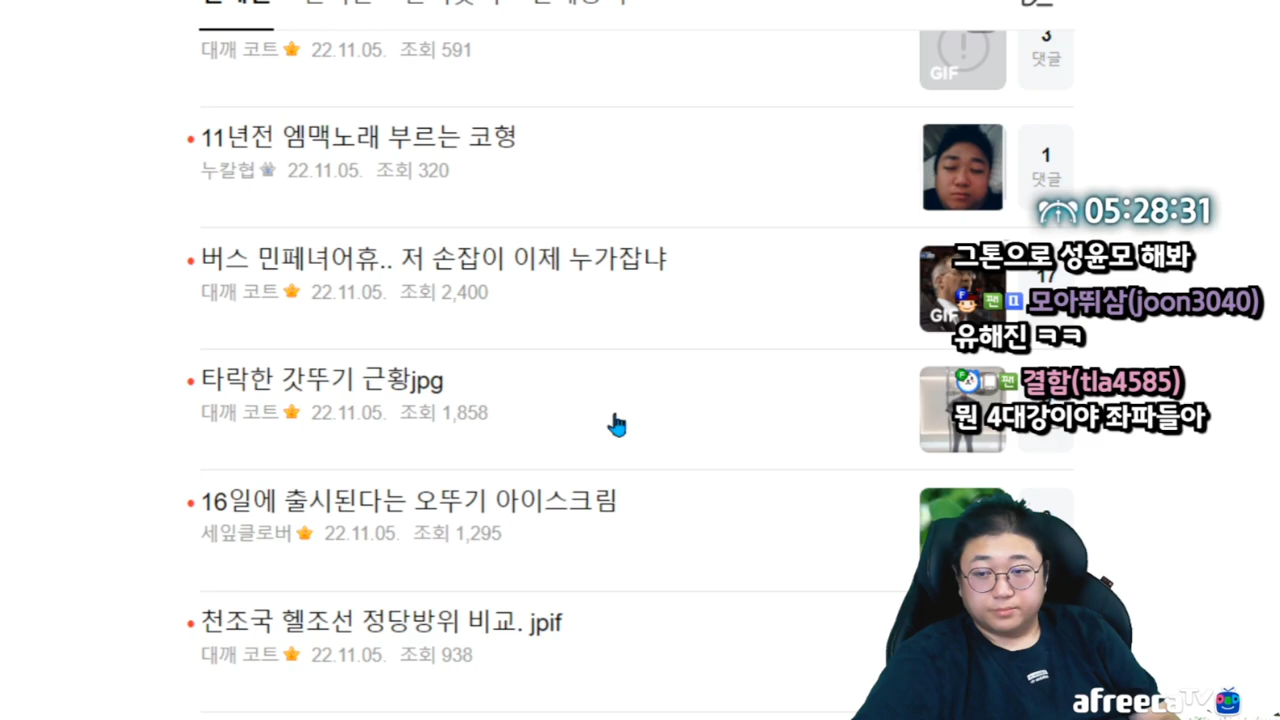 대깨 코트 22.11.05. 조회 591
GIF
3
댓글
11년전 엠맥노래 부르는 코형
누칼협 22.11.05. 조회 320
1
댓글
05:28:31
버스 민페녀어휴.. 저 손잡이 이제 누가잡냐
대깨 코트 22.11.05. 조회 2,400
GIF
17
그톤으로 성윤모 해봐
모아뛰삼(joon3040)
유해진 ㅋㅋ
타락한 갓뚜기 근황jpg
대깨 코트 22.11.05. 조회 1,858
결함(tla4585)
뭔 4대강이야 좌파들아
16일에 출시된다는 오뚜기 아이스크림
세잎클로버 22.11.05. 조회 1,295
천조국 헬조선 정당방위 비교. jpif
대깨 코트 22.11.05. 조회 938
afreecaTV